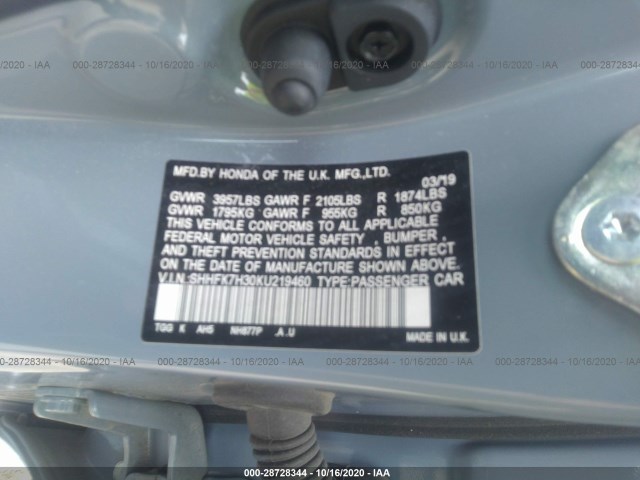 000-28728344 - 10/16/2020 - IAA
MFD.BY HONDA OF THE U.K. MFG.,LTD. 03/19
GVWR 3957LBS GAWR F 2105LBS R 1874LBS
GVWR 1795KG GAWR F 955KG R 850KG
THIS VEHICLE CONFORMS TO ALL APPLICABLE
FEDERAL MOTOR VEHICLE SAFETY , BUMPER ,
AND THEFT PREVENTION STANDARDS IN EFFECT
ON THE DATE OF MANUFACTURE SHOWN ABOVE.
V.I.N.:SHHFK7H30KU219460 TYPE:PASSENGER CAR
TGG K AH5 NH877P .A .U
MADE IN U.K.
000-28728344 - 10/16/2020 - IAA